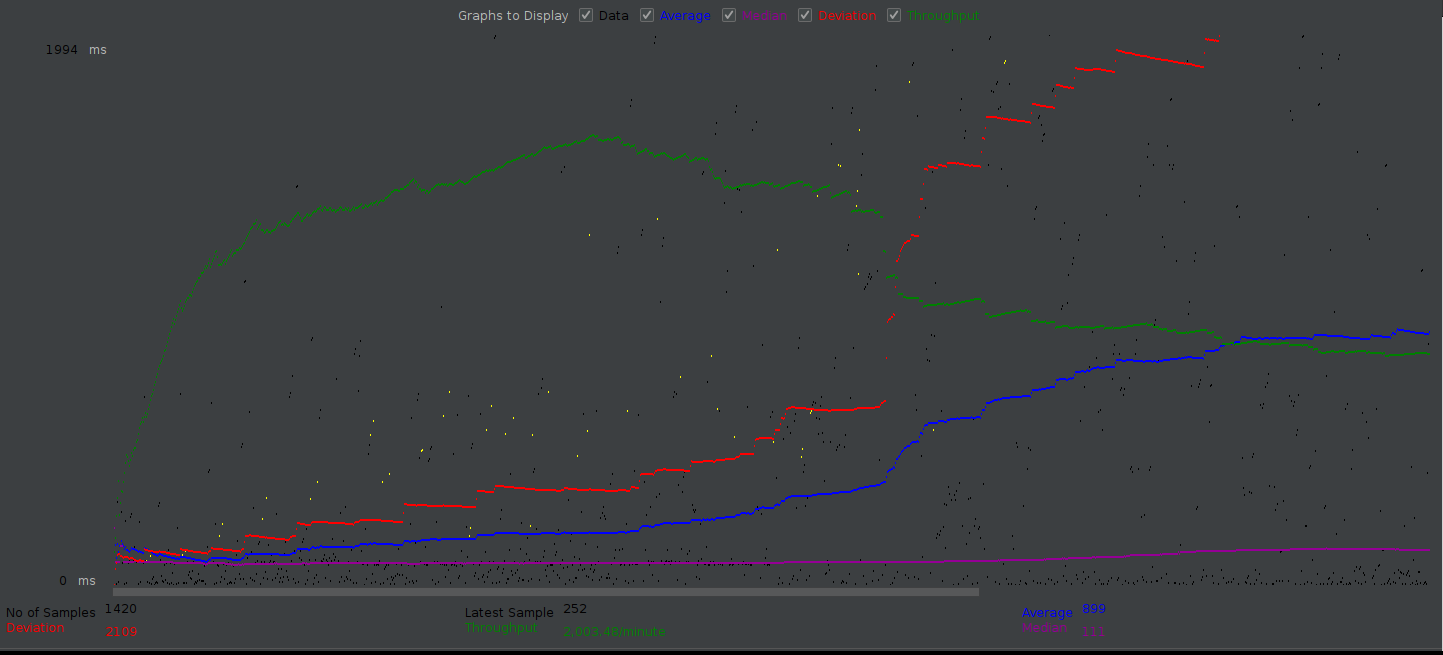 Graphs to Display Data Average Median Deviation Throughput
1994 ms
0 ms
No of Samples 1420 Latest Sample 252 Average 899
Deviation 2109 Throughput 2,003.48/minute Median